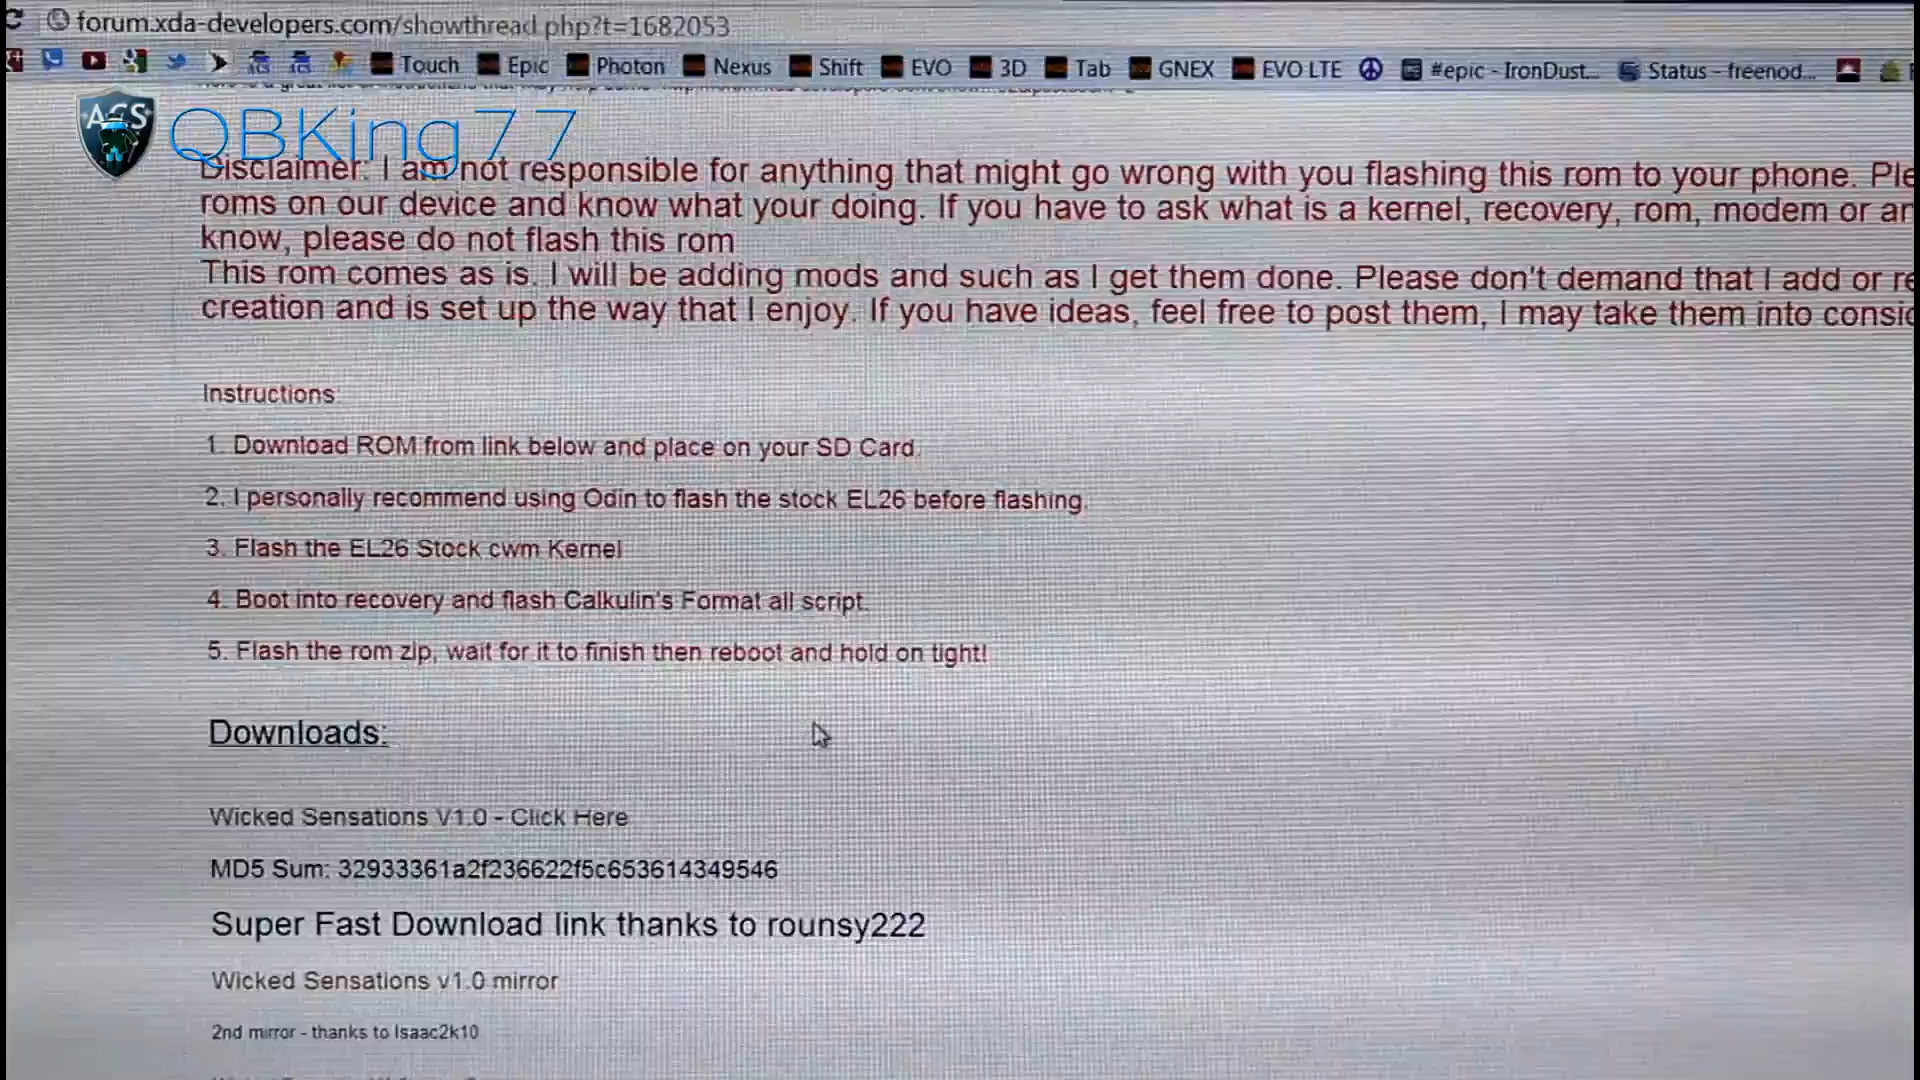 forum.xda-developers.com/showthread.php?t=1682053
Touch Epic Photon Nexus Shift EVO 3D Tab GNEX EVO LTE #epic - IronDust... Status - freenod...
ACS QBKing77
Disclaimer: I am not responsible for anything that might go wrong with you flashing this rom to your phone. Ple
roms on our device and know what your doing. If you have to ask what is a kernel, recovery, rom, modem or an
know, please do not flash this rom
This rom comes as is. I will be adding mods and such as I get them done. Please don't demand that I add or re
creation and is set up the way that I enjoy. If you have ideas, feel free to post them, I may take them into consid
Instructions:
1. Download ROM from link below and place on your SD Card.
2. I personally recommend using Odin to flash the stock EL26 before flashing.
3. Flash the EL26 Stock cwm Kernel
4. Boot into recovery and flash Calkulin's Format all script.
5. Flash the rom zip, wait for it to finish then reboot and hold on tight!
Downloads:
Wicked Sensations V1.0 - Click Here
MD5 Sum: 32933361a2f236622f5c653614349546
Super Fast Download link thanks to rounsy222
Wicked Sensations v1.0 mirror
2nd mirror - thanks to Isaac2k10